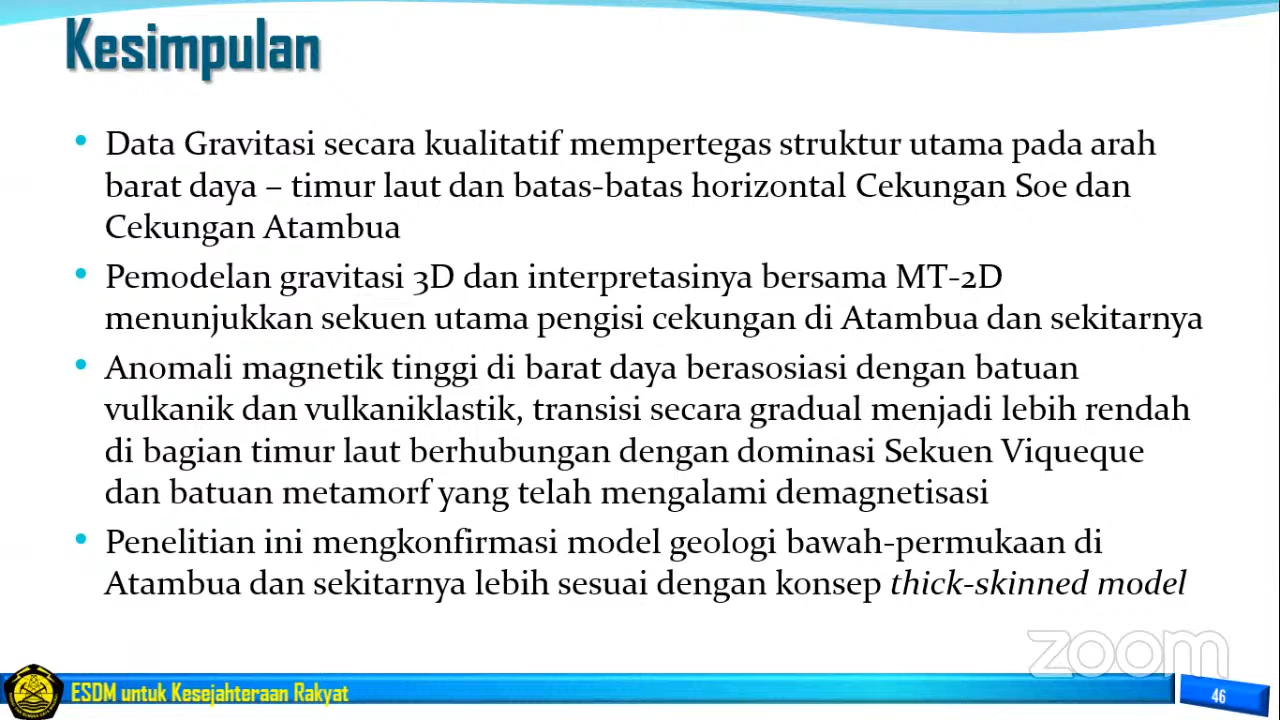 Kesimpulan
• Data Gravitasi secara kualitatif mempertegas struktur utama pada arah
barat daya – timur laut dan batas-batas horizontal Cekungan Soe dan
Cekungan Atambua
• Pemodelan gravitasi 3D dan interpretasinya bersama MT-2D
menunjukkan sekuen utama pengisi cekungan di Atambua dan sekitarnya
• Anomali magnetik tinggi di barat daya berasosiasi dengan batuan
vulkanik dan vulkaniklastik, transisi secara gradual menjadi lebih rendah
di bagian timur laut berhubungan dengan dominasi Sekuen Viqueque
dan batuan metamorf yang telah mengalami demagnetisasi
• Penelitian ini mengkonfirmasi model geologi bawah-permukaan di
Atambua dan sekitarnya lebih sesuai dengan konsep thick-skinned model
zoom
ESDM untuk Kesejahteraan Rakyat
46